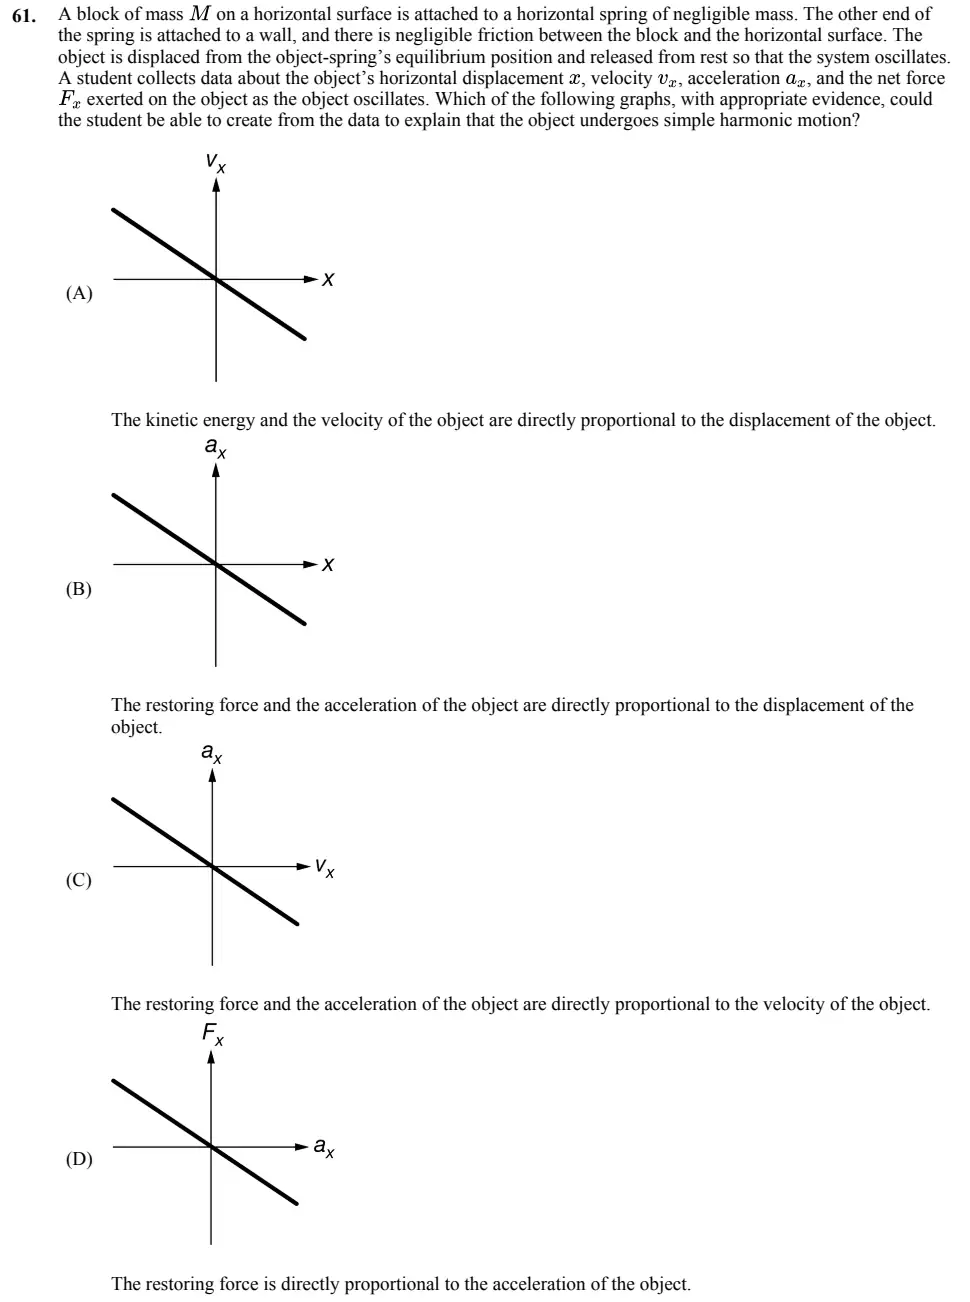 61. A block of mass M on a horizontal surface is attached to a horizontal spring of negligible mass. The other end of
the spring is attached to a wall, and there is negligible friction between the block and the horizontal surface. The
object is displaced from the object-spring's equilibrium position and released from rest so that the system oscillates.
A student collects data about the object's horizontal displacement x, velocity vₓ, acceleration aₓ, and the net force
Fₓ exerted on the object as the object oscillates. Which of the following graphs, with appropriate evidence, could
the student be able to create from the data to explain that the object undergoes simple harmonic motion?
vₓ
x
(A)
The kinetic energy and the velocity of the object are directly proportional to the displacement of the object.
aₓ
x
(B)
The restoring force and the acceleration of the object are directly proportional to the displacement of the
object.
aₓ
vₓ
(C)
The restoring force and the acceleration of the object are directly proportional to the velocity of the object.
Fₓ
aₓ
(D)
The restoring force is directly proportional to the acceleration of the object.